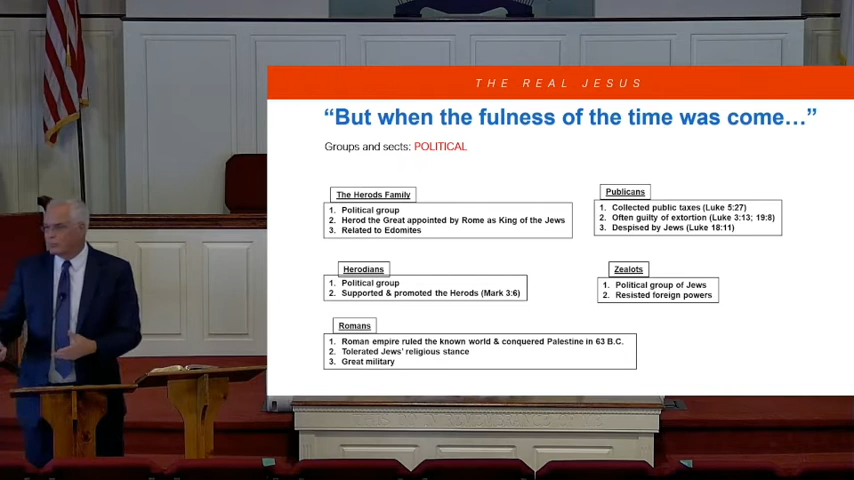 THE REAL JESUS
“But when the fulness of the time was come…”
Groups and sects: POLITICAL
The Herods Family
1. Political group
2. Herod the Great appointed by Rome as King of the Jews
3. Related to Edomites
Publicans
1. Collected public taxes (Luke 5:27)
2. Often guilty of extortion (Luke 3:13; 19:8)
3. Despised by Jews (Luke 18:11)
Herodians
1. Political group
2. Supported & promoted the Herods (Mark 3:6)
Zealots
1. Political group of Jews
2. Resisted foreign powers
Romans
1. Roman empire ruled the known world & conquered Palestine in 63 B.C.
2. Tolerated Jews’ religious stance
3. Great military